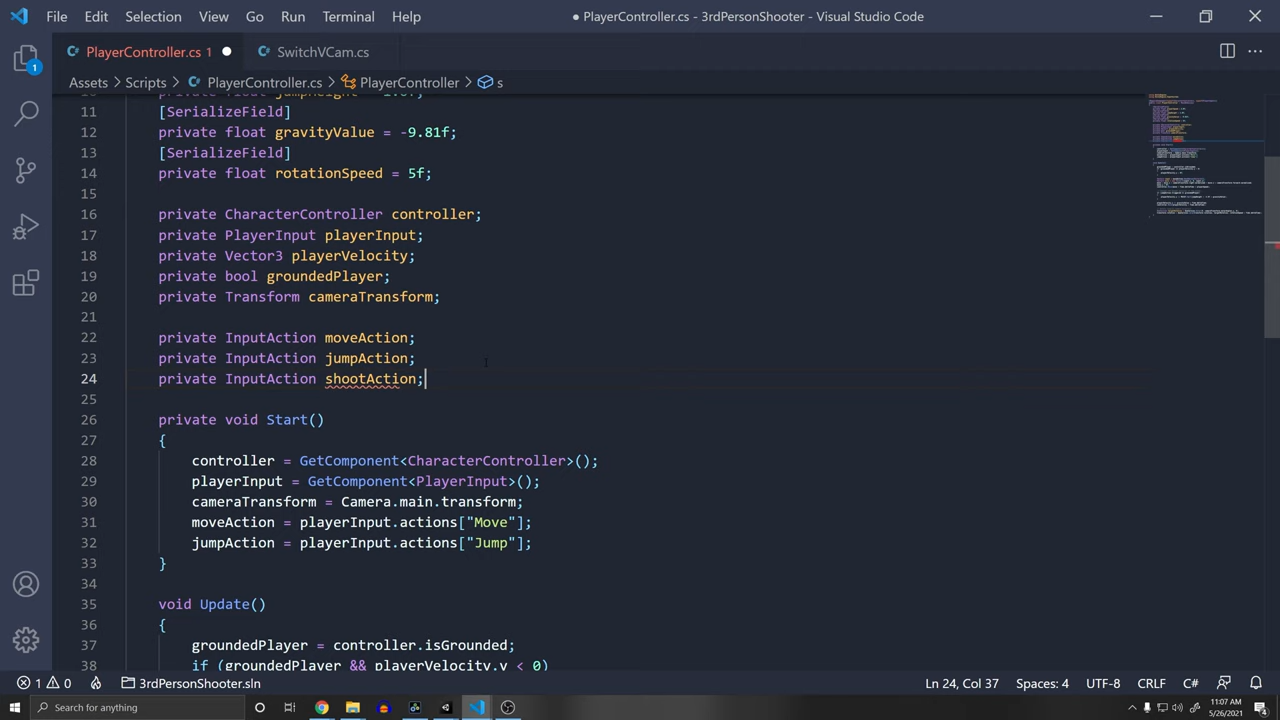 File Edit Selection View Go Run Terminal Help
● PlayerController.cs - 3rdPersonShooter - Visual Studio Code
PlayerController.cs 1 ● SwitchVCam.cs
1
Assets > Scripts > PlayerController.cs > PlayerController > s
11 [SerializeField]
12 private float gravityValue = -9.81f;
13 [SerializeField]
14 private float rotationSpeed = 5f;
15
16 private CharacterController controller;
17 private PlayerInput playerInput;
18 private Vector3 playerVelocity;
19 private bool groundedPlayer;
20 private Transform cameraTransform;
21
22 private InputAction moveAction;
23 private InputAction jumpAction;
24 private InputAction shootAction;
25
26 private void Start()
27 {
28 controller = GetComponent<CharacterController>();
29 playerInput = GetComponent<PlayerInput>();
30 cameraTransform = Camera.main.transform;
31 moveAction = playerInput.actions["Move"];
32 jumpAction = playerInput.actions["Jump"];
33 }
34
35 void Update()
36 {
37 groundedPlayer = controller.isGrounded;
38 if (groundedPlayer && playerVelocity.y < 0)
1 0 3rdPersonShooter.sln Ln 24, Col 37 Spaces: 4 UTF-8 CRLF C#
Search for anything
11:07 AM
5/26/2021
4